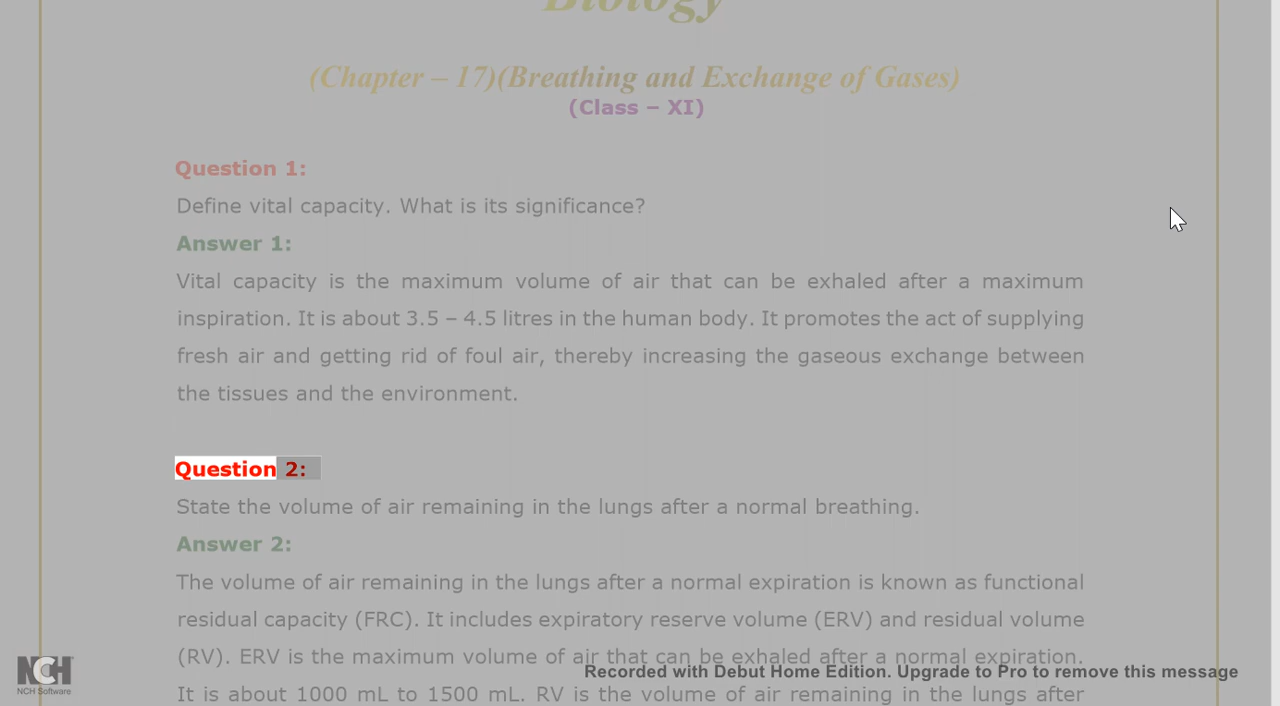 Biology
(Chapter – 17)(Breathing and Exchange of Gases)
(Class – XI)
Question 1:
Define vital capacity. What is its significance?
Answer 1:
Vital capacity is the maximum volume of air that can be exhaled after a maximum
inspiration. It is about 3.5 – 4.5 litres in the human body. It promotes the act of supplying
fresh air and getting rid of foul air, thereby increasing the gaseous exchange between
the tissues and the environment.
Question 2:
State the volume of air remaining in the lungs after a normal breathing.
Answer 2:
The volume of air remaining in the lungs after a normal expiration is known as functional
residual capacity (FRC). It includes expiratory reserve volume (ERV) and residual volume
(RV). ERV is the maximum volume of air that can be exhaled after a normal expiration.
Recorded with Debut Home Edition. Upgrade to Pro to remove this message
It is about 1000 mL to 1500 mL. RV is the volume of air remaining in the lungs after
NCH
NCH Software